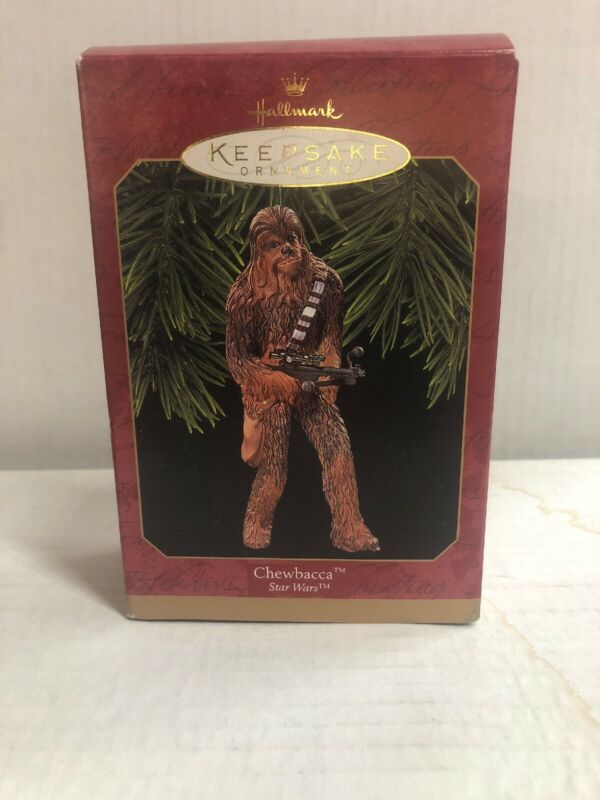 Hallmark
KEEPSAKE
ORNAMENT
Chewbacca™
Star Wars™